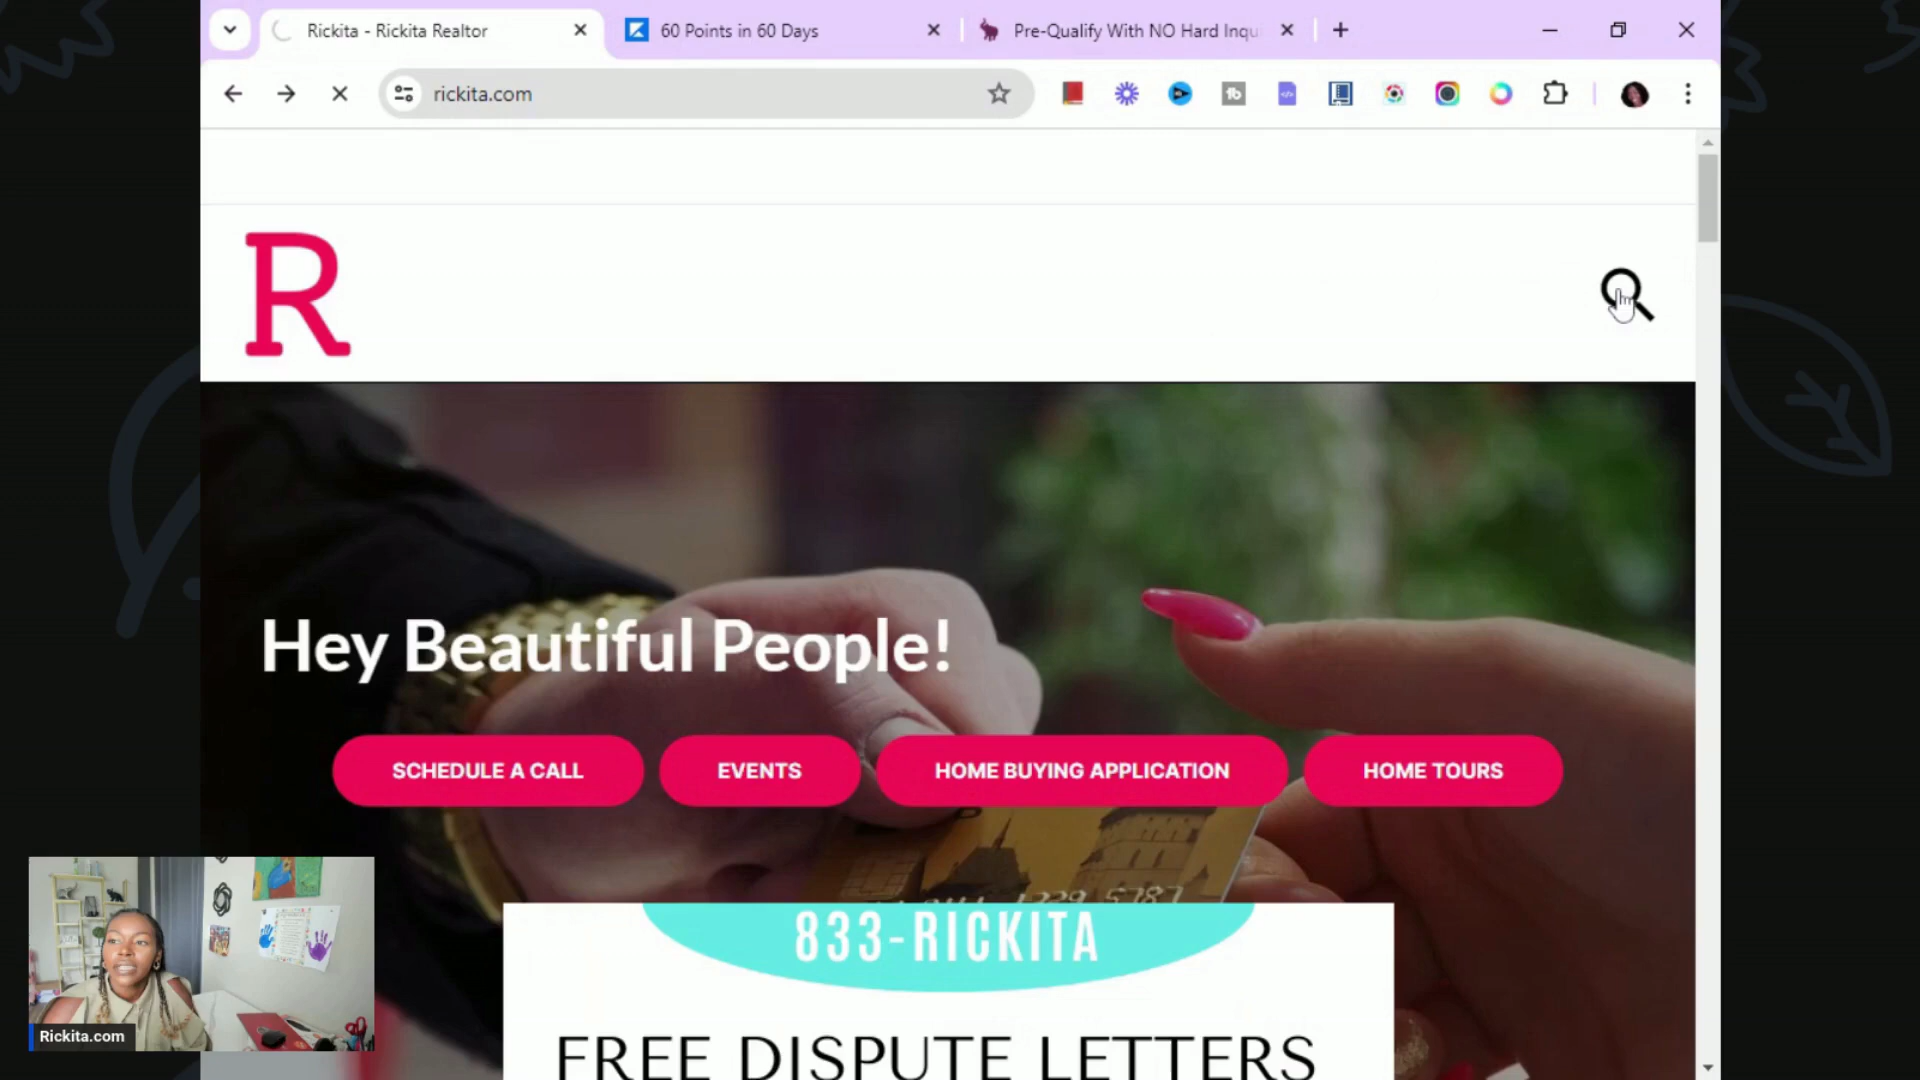 Rickita - Rickita Realtor
60 Points in 60 Days
Pre-Qualify With NO Hard Inqu
rickita.com
R
Hey Beautiful People!
SCHEDULE A CALL
EVENTS
HOME BUYING APPLICATION
HOME TOURS
5787
833-RICKITA
FREE DISPUTE LETTERS
Rickita.com